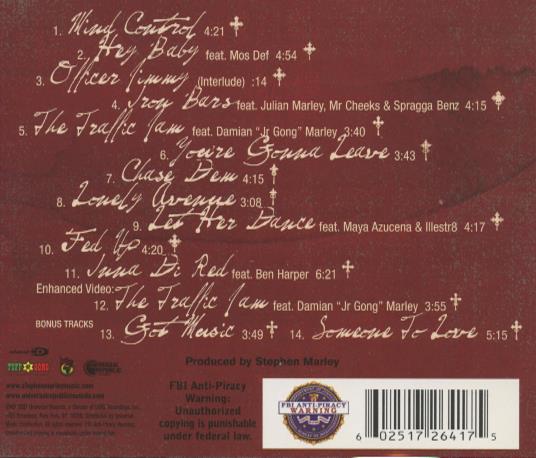 1. Mind Control 4:21
2. Hey Baby feat. Mos Def 4:54
3. Officer Jimmy (Interlude) :14
4. Iron Bars feat. Julian Marley, Mr Cheeks & Spragga Benz 4:15
5. The Traffic Jam feat. Damian "Jr Gong" Marley 3:40
6. You're Gonna Leave 3:43
7. Chase Dem 4:15
8. Lonely Avenue 3:08
9. Let Her Dance feat. Maya Azucena & Illestr8 4:17
10. Fed Up 4:20
11. Inna Di Red feat. Ben Harper 6:21
Enhanced Video:
12. The Traffic Jam feat. Damian "Jr Gong" Marley 3:55
BONUS TRACKS 13. Got Music 3:49 14. Someone To Love 5:15
Produced by Stephen Marley
TUFF GONG
www.stephenmarleymusic.com
FBI Anti-Piracy
Warning:
Unauthorized
copying is punishable
under federal law.
FBI ANTI-PIRACY
WARNING
6 02517 26417 5